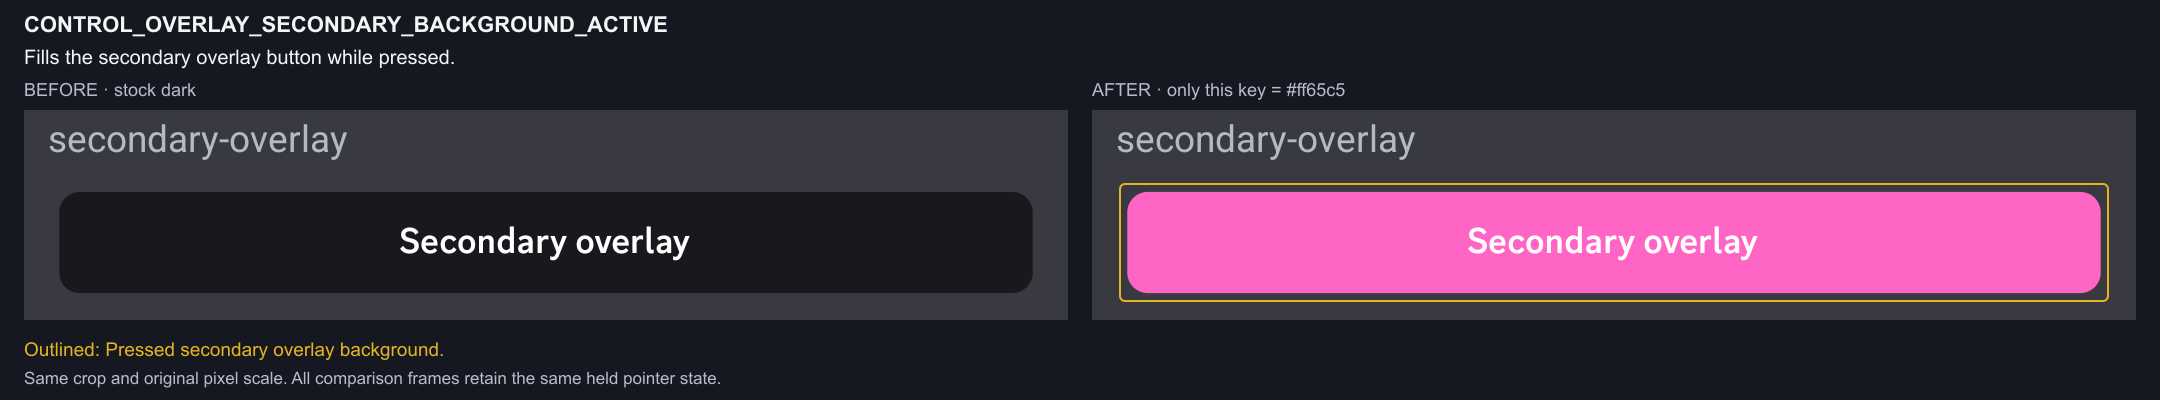 CONTROL_OVERLAY_SECONDARY_BACKGROUND_ACTIVE
Fills the secondary overlay button while pressed.
BEFORE · stock dark
secondary-overlay
Secondary overlay
AFTER · only this key = #ff65c5
secondary-overlay
Secondary overlay
Outlined: Pressed secondary overlay background.
Same crop and original pixel scale. All comparison frames retain the same held pointer state.